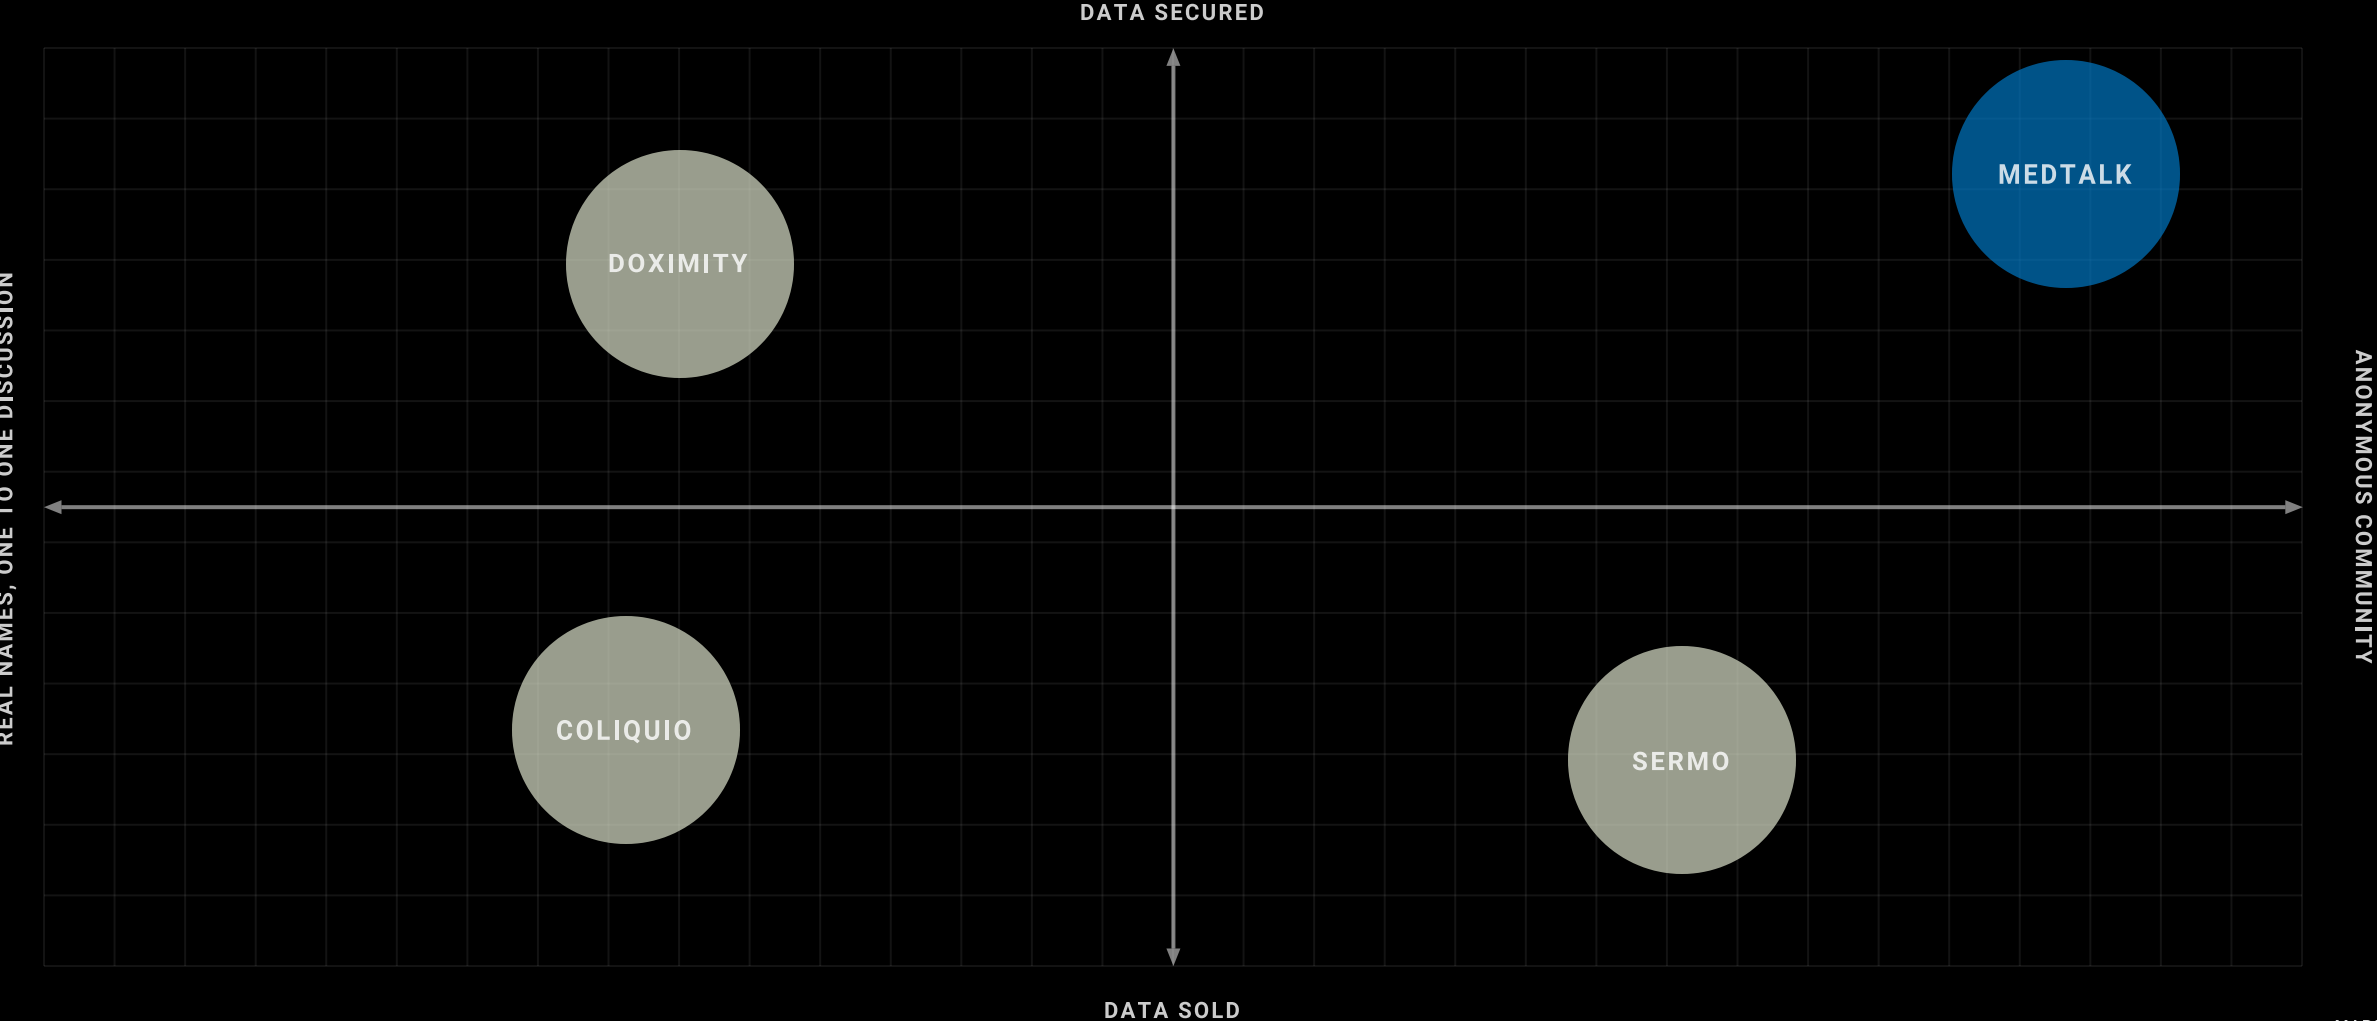 DATA SECURED
MEDTALK
DOXIMITY
REAL NAMES, ONE TO ONE DISCUSSION
ANONYMOUS COMMUNITY
COLIQUIO
SERMO
DATA SOLD